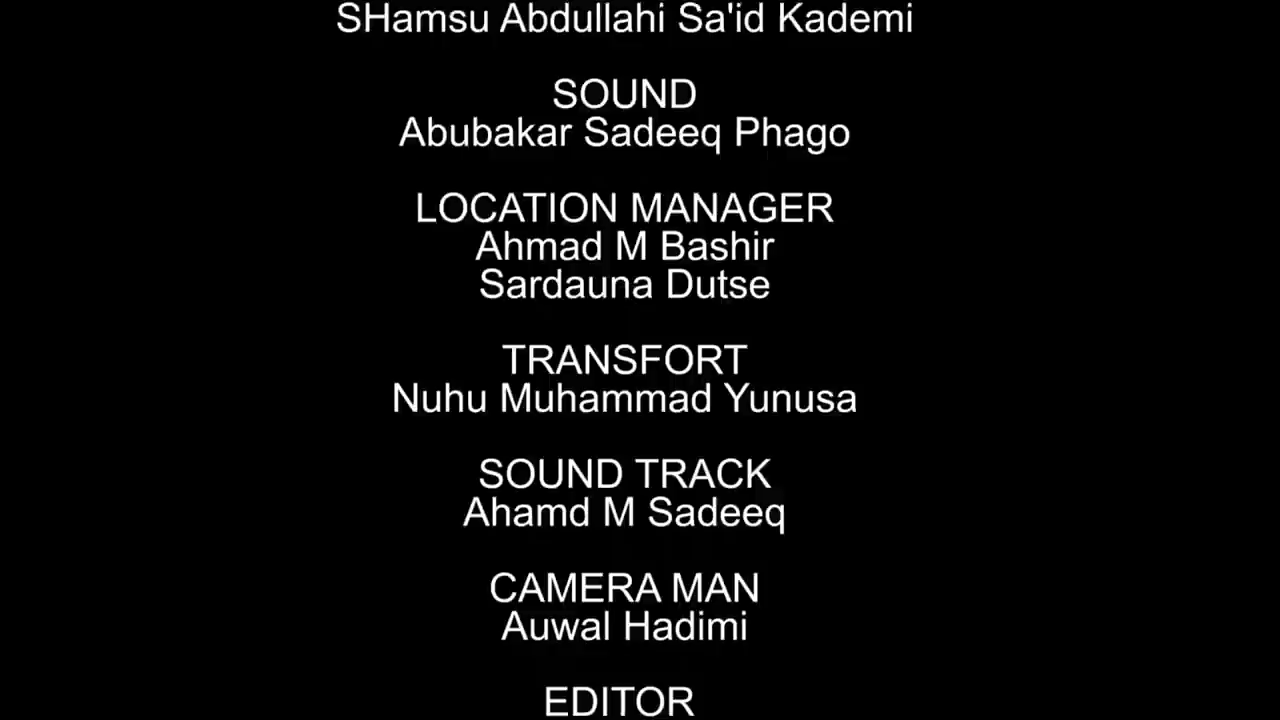 SHamsu Abdullahi Sa'id Kademi
SOUND
Abubakar Sadeeq Phago
LOCATION MANAGER
Ahmad M Bashir
Sardauna Dutse
TRANSFORT
Nuhu Muhammad Yunusa
SOUND TRACK
Ahamd M Sadeeq
CAMERA MAN
Auwal Hadimi
EDITOR